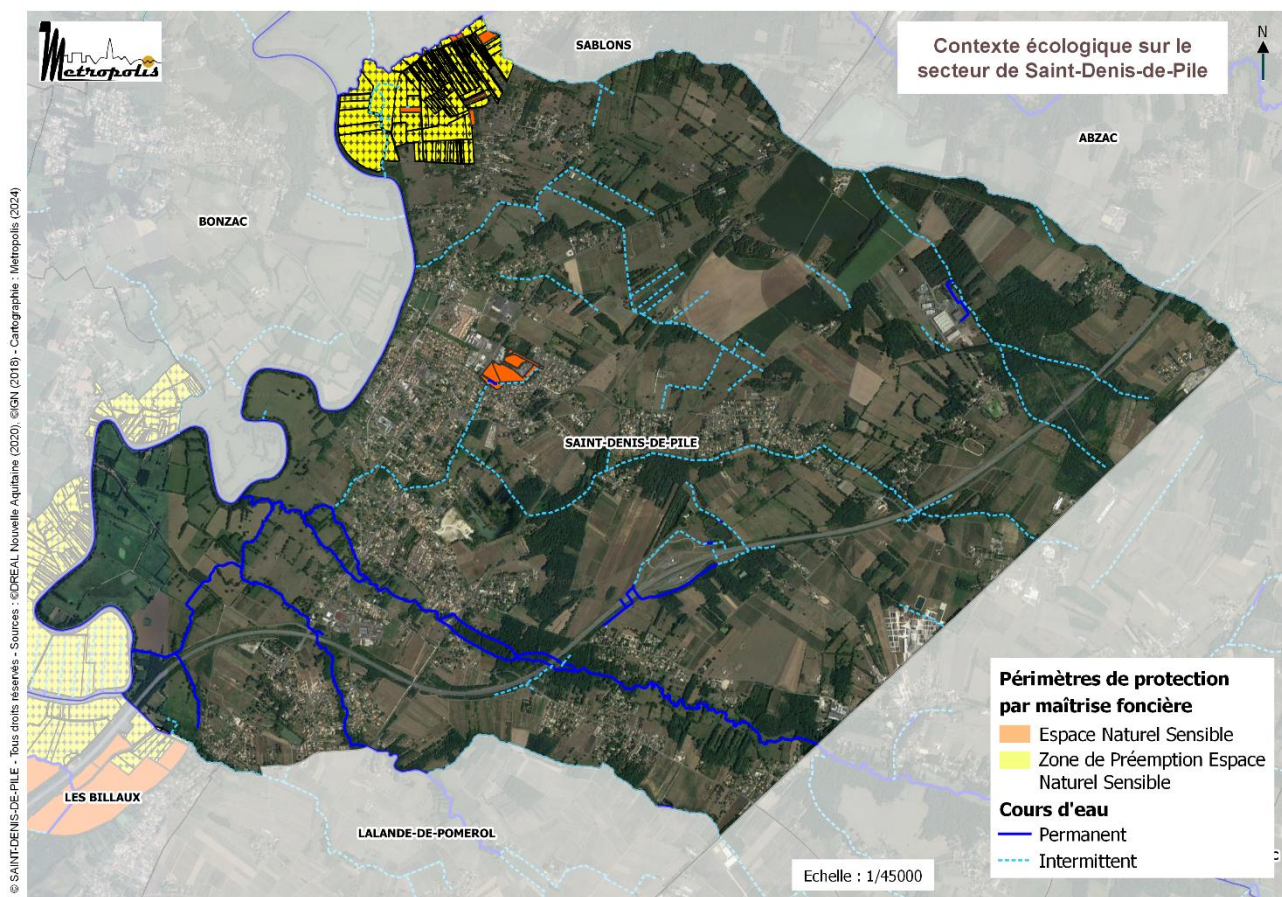 Metropolis
Contexte écologique sur le
secteur de Saint-Denis-de-Pile
N
SABLONS
ABZAC
BONZAC
SAINT-DENIS-DE-PILE
LES BILLAUX
LALANDE-DE-POMEROL
Périmètres de protection
par maîtrise foncière
Espace Naturel Sensible
Zone de Préemption Espace
Naturel Sensible
Cours d'eau
Permanent
Intermittent
Echelle : 1/45000
© SAINT-DENIS-DE-PILE - Tous droits réservés - Sources : ©DREAL Nouvelle Aquitaine (2020), ©IGN (2018) - Cartographie : Metropolis (2024)